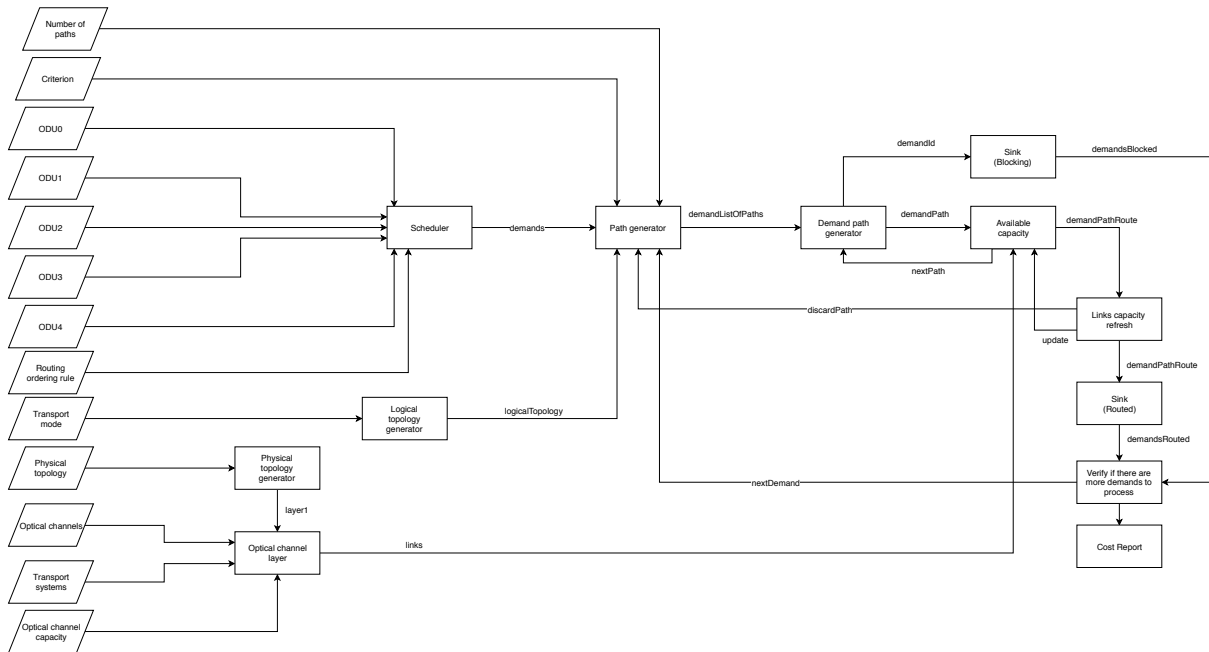 Number of
paths
Criterion
ODU0
demandId
Sink
(Blocking)
demandsBlocked
ODU1
ODU2
Scheduler
demands
Path generator
demandListOfPaths
Demand path
generator
demandPath
Available
capacity
demandPathRoute
nextPath
ODU3
discardPath
Links capacity
refresh
ODU4
update
Routing
ordering rule
demandPathRoute
Transport
mode
Logical
topology
generator
logicalTopology
Sink
(Routed)
demandsRouted
Physical
topology
Physical
topology
generator
nextDemand
Verify if there are
more demands to
process
layer1
Optical channels
Optical channel
layer
links
Cost Report
Transport
systems
Optical channel
capacity